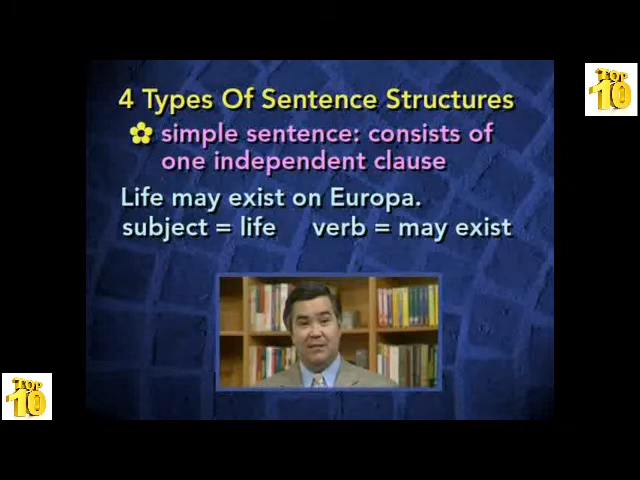 TOP
10
4 Types Of Sentence Structures
simple sentence: consists of
one independent clause
Life may exist on Europa.
subject = life verb = may exist
TOP
10